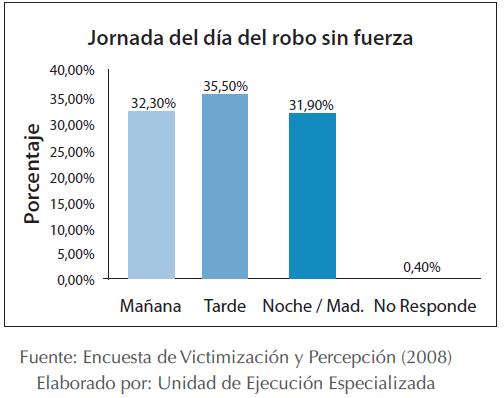 Jornada del día del robo sin fuerza
Porcentaje
40,00%
35,00%
30,00%
25,00%
20,00%
15,00%
10,00%
5,00%
0,00%
32,30%
35,50%
31,90%
0,40%
Mañana Tarde Noche / Mad. No Responde
Fuente: Encuesta de Victimización y Percepción (2008)
Elaborado por: Unidad de Ejecución Especializada